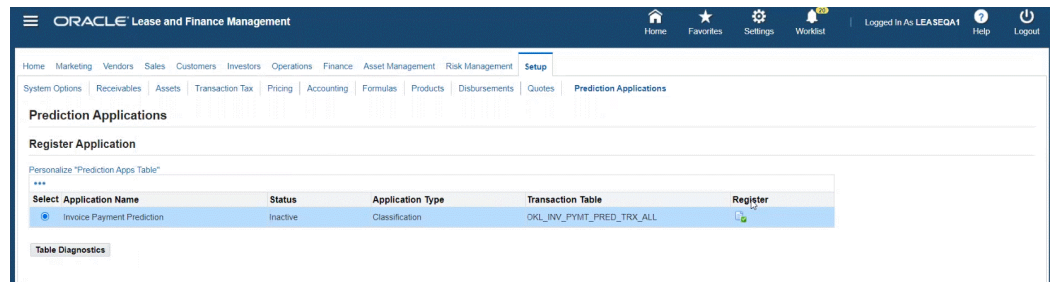 ORACLE Lease and Finance Management
Home Favorites Settings Worklist 20 Logged In As LEASEQA1 Help Logout
Home Marketing Vendors Sales Customers Investors Operations Finance Asset Management Risk Management Setup
System Options Receivables Assets Transaction Tax Pricing Accounting Formulas Products Disbursements Quotes Prediction Applications
Prediction Applications
Register Application
Personalize "Prediction Apps Table"
Select Application Name Status Application Type Transaction Table Register
Invoice Payment Prediction Inactive Classification OKL_INV_PYMT_PRED_TRX_ALL
Table Diagnostics